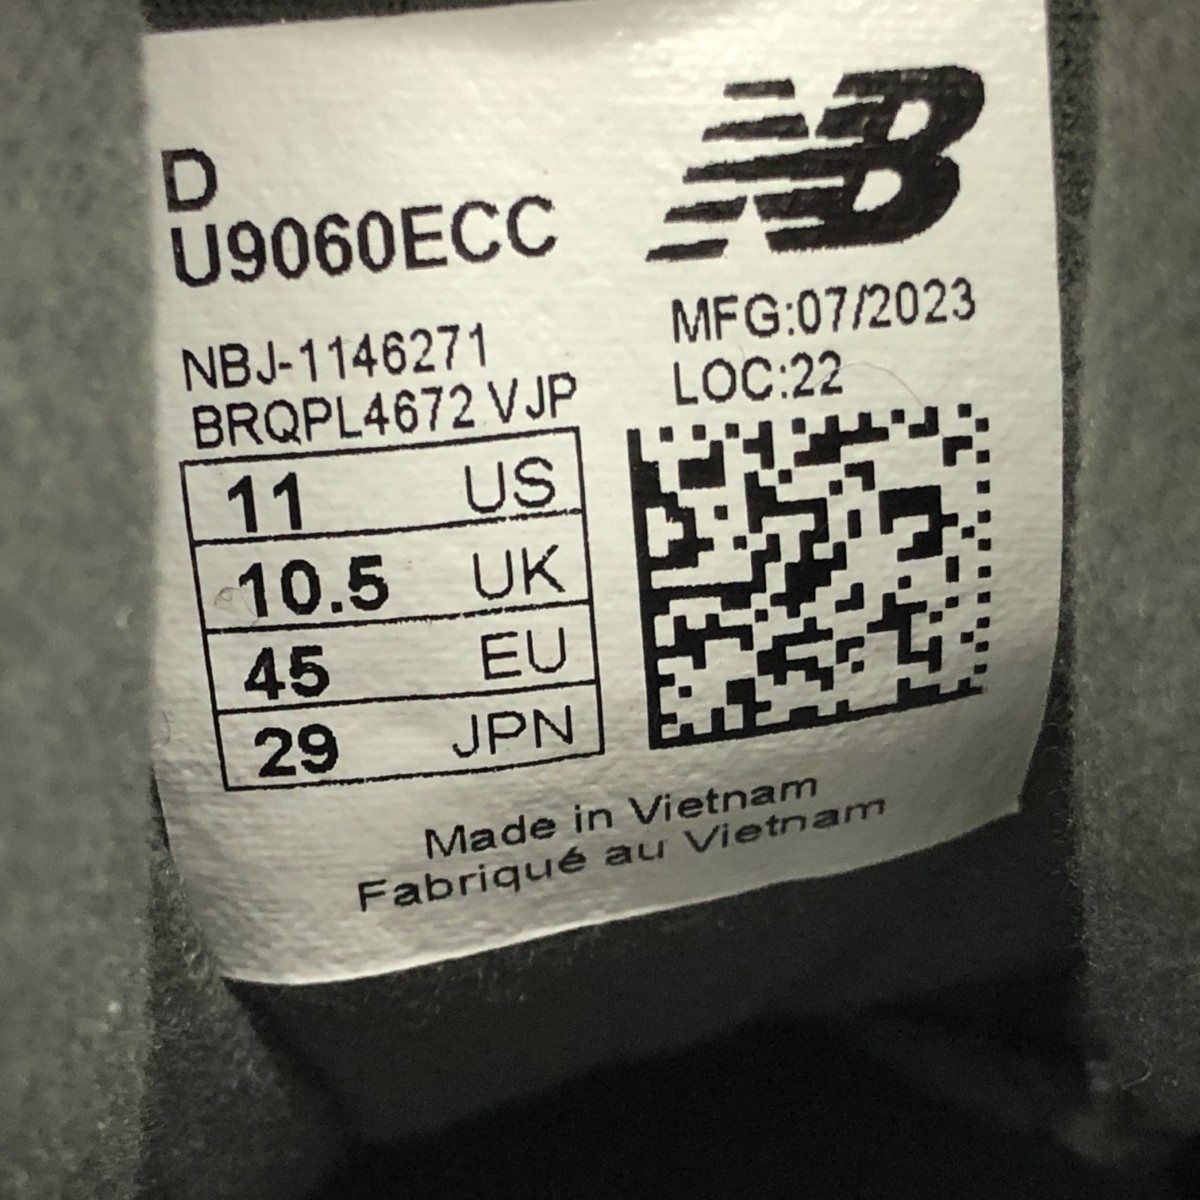 D
U9060ECC
NBJ-1146271
BRQPL4672 VJP
11 US
10.5 UK
45 EU
29 JPN
NB
MFG:07/2023
LOC:22
Made in Vietnam
Fabriqué au Vietnam